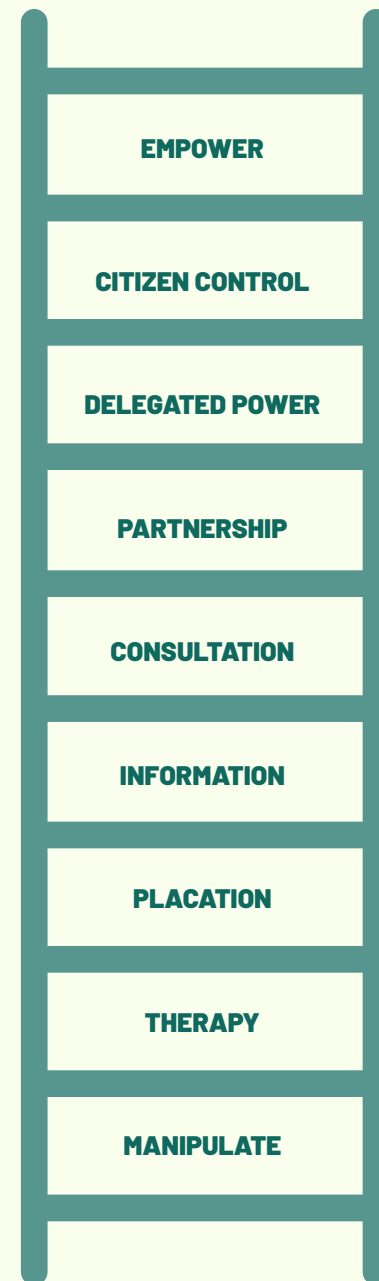 EMPOWER
CITIZEN CONTROL
DELEGATED POWER
PARTNERSHIP
CONSULTATION
INFORMATION
PLACATION
THERAPY
MANIPULATE